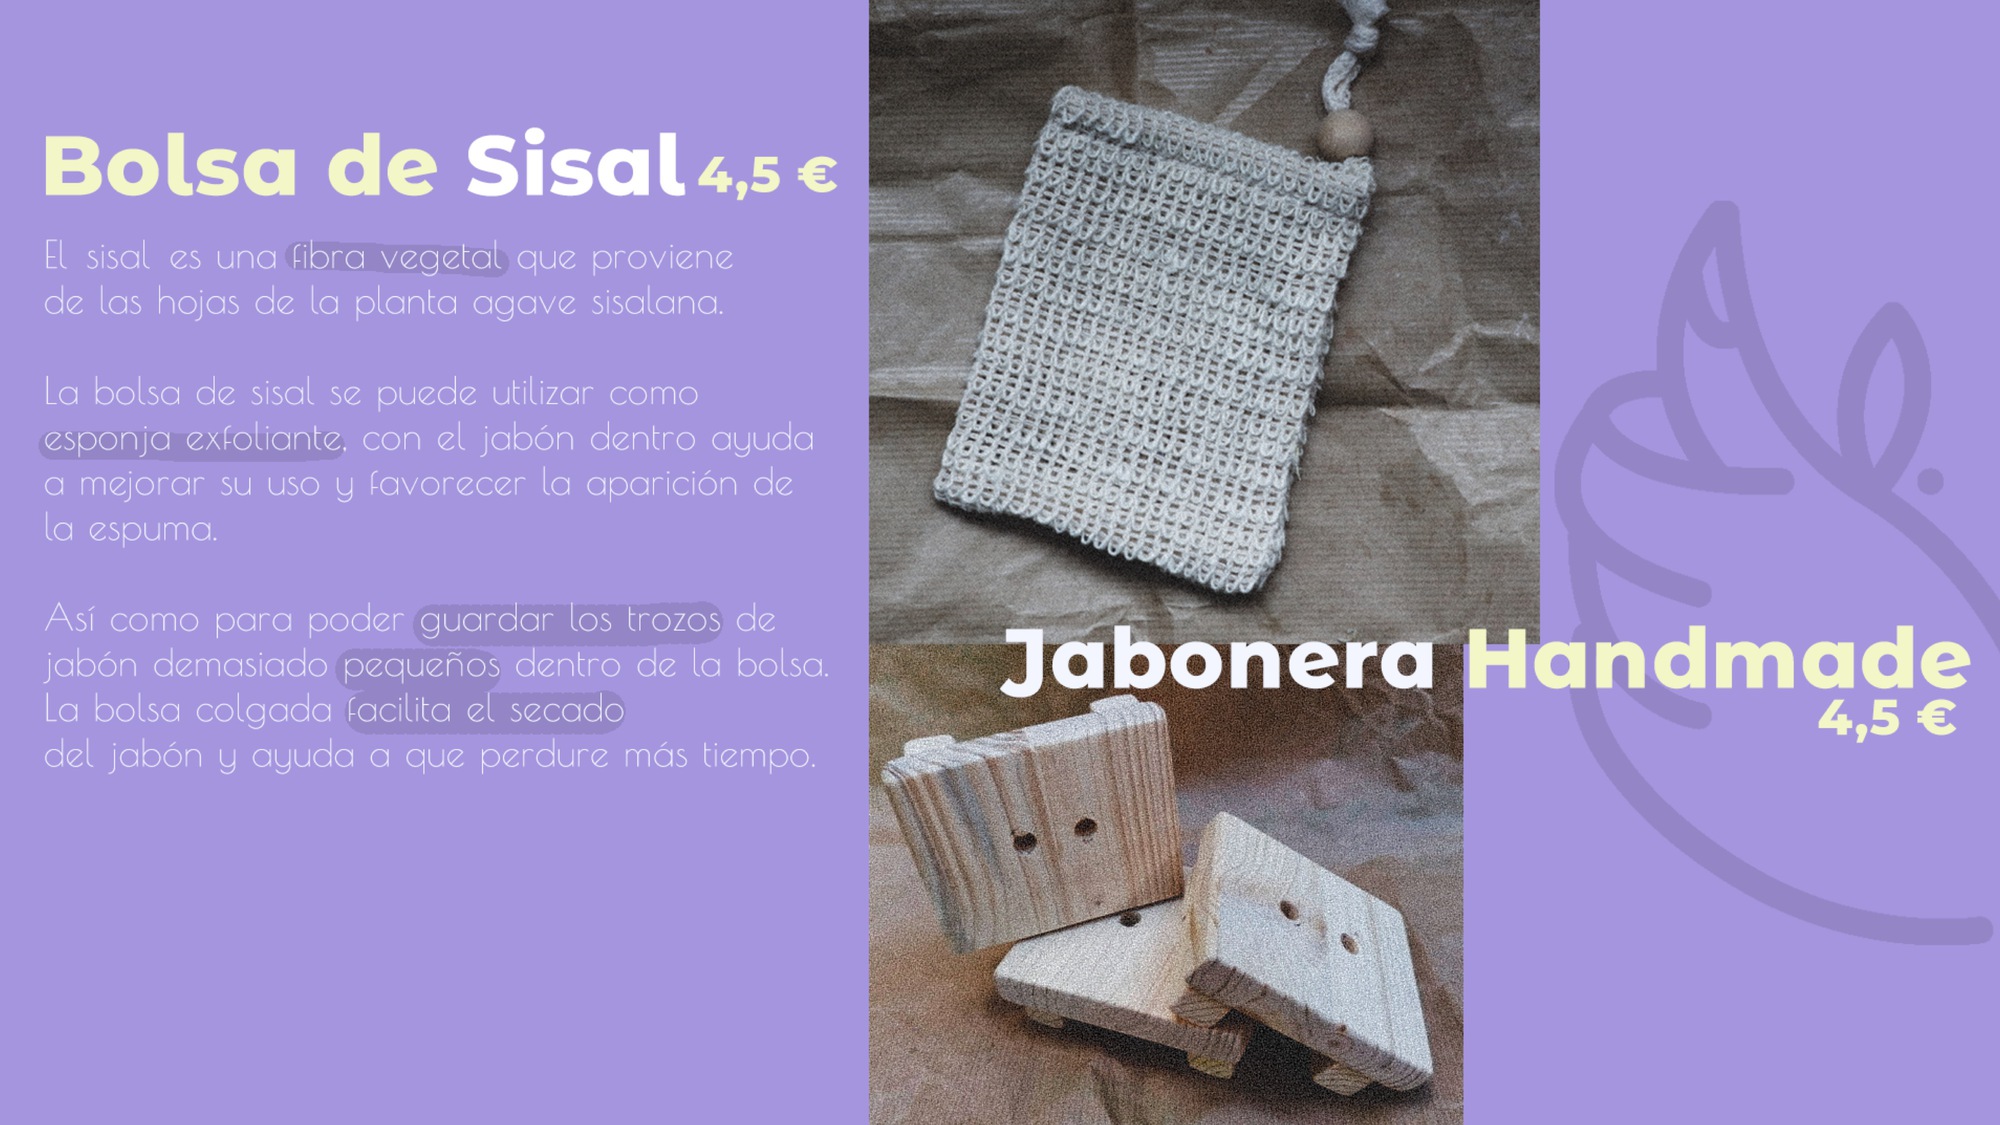 Bolsa de Sisal 4,5 €
El sisal es una fibra vegetal que proviene
de las hojas de la planta agave sisalana.
La bolsa de sisal se puede utilizar como
esponja exfoliante, con el jabón dentro ayuda
a mejorar su uso y favorecer la aparición de
la espuma.
Así como para poder guardar los trozos de
jabón demasiado pequeños dentro de la bolsa.
La bolsa colgada facilita el secado
del jabón y ayuda a que perdure más tiempo.
Jabonera Handmade
4,5 €